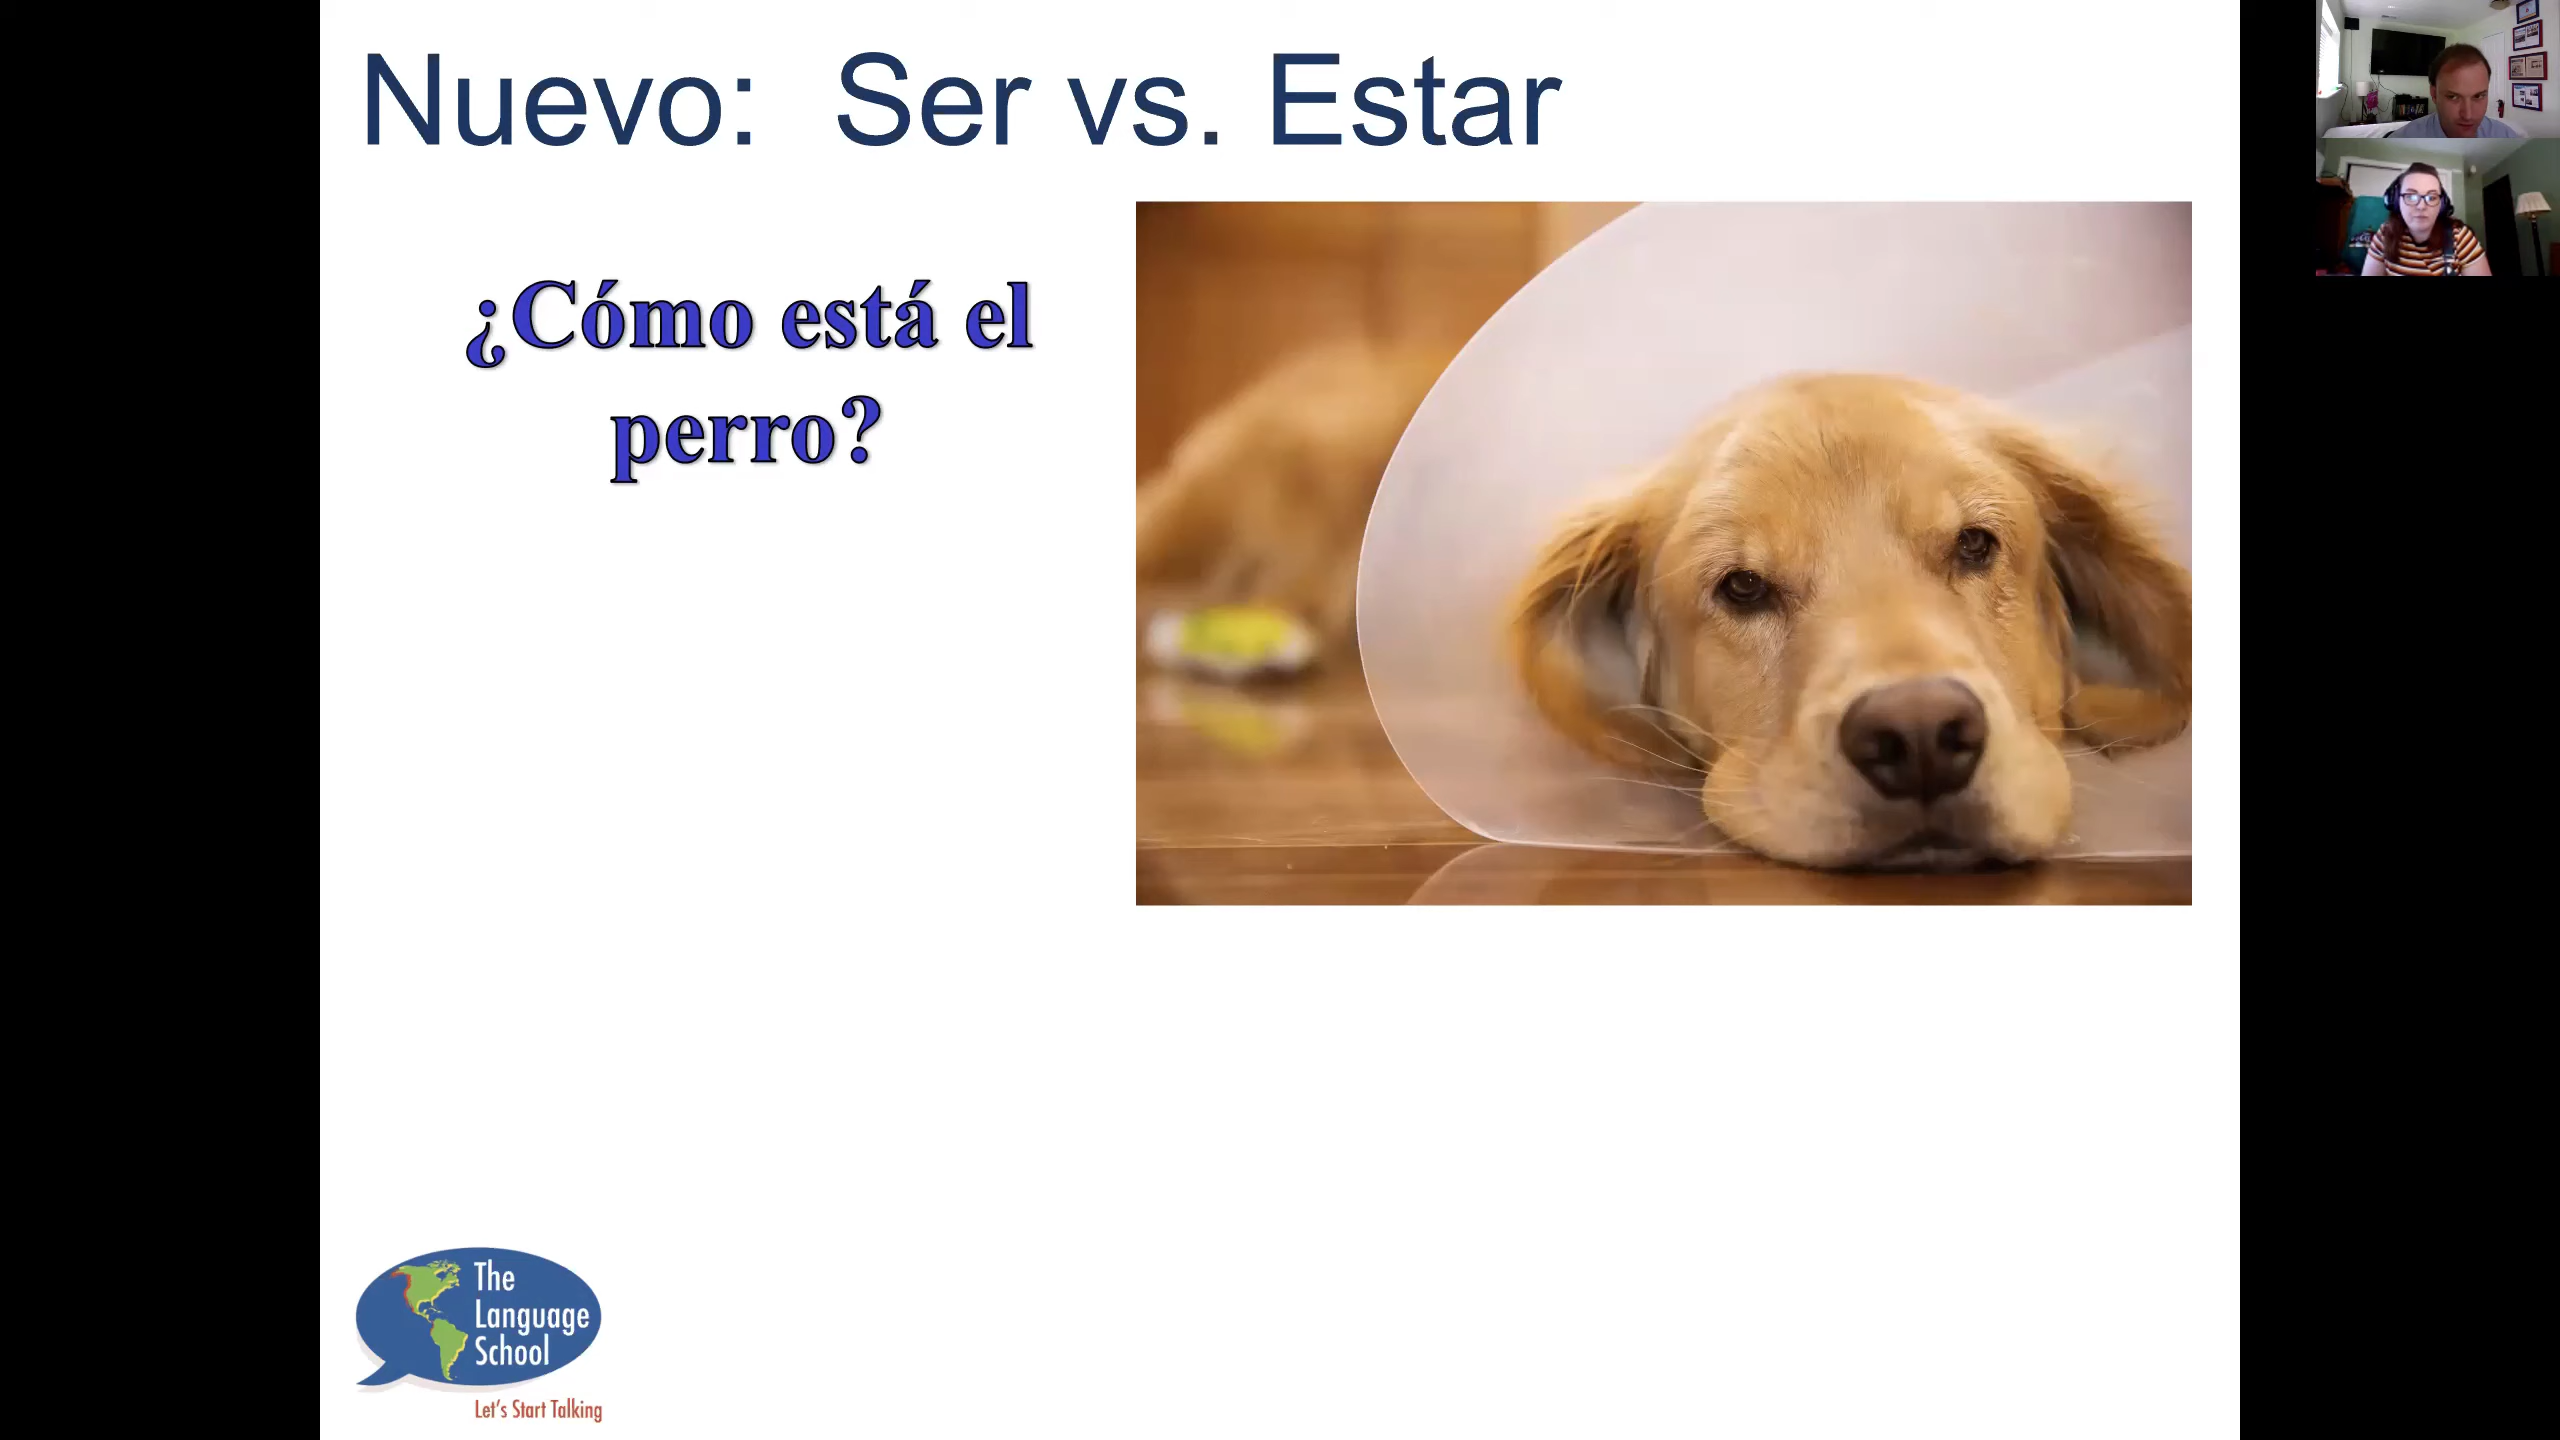 Nuevo: Ser vs. Estar
¿Cómo está el
perro?
The
Language
School
Let's Start Talking